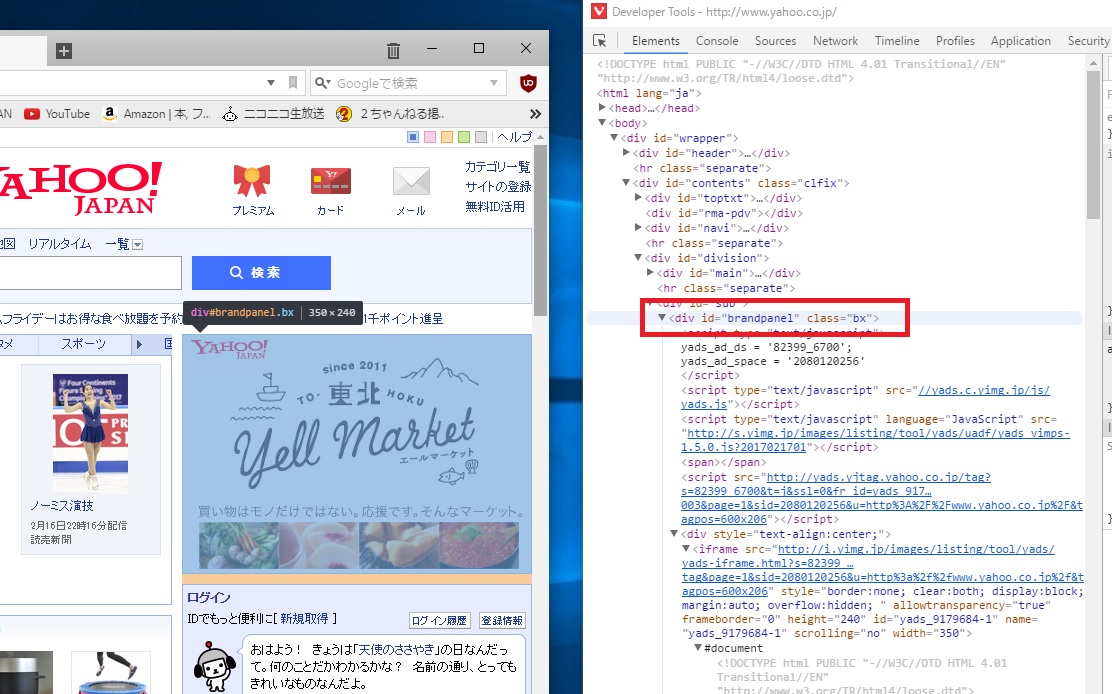 Googleで検索
AN
YouTube
Amazon | 本, フ...
ニコニコ生放送
2ちゃんねる掲..
ヘルプ
YAHOO!
JAPAN
プレミアム
カード
メール
カテゴリ一覧
サイトの登録
無料ID活用
地図 リアルタイム 一覧
検索
ムフライデーはお得な食べ放題を予約
div#brandpanel.bx | 350×240
1千ポイント進呈
タメ スポーツ
Four Continents
Figure Skating
Championships 2017
ノーミス演技
2月16日22時16分配信
読売新聞
YAHOO!
JAPAN
since 2011
TO-東北HOKU
Yell Market
エールマーケット
買い物はモノだけではない。応援です。そんなマーケット。
ログイン
IDでもっと便利に[ 新規取得 ]
ログイン履歴
登録情報
おはよう! きょうは「天使のささやき」の日なんだっ
て。何のことだかわかるかな? 名前の通り、とっても
きれいなものなんだよ。
Developer Tools - http://www.yahoo.co.jp/
Elements Console Sources Network Timeline Profiles Application Security
<!DOCTYPE html PUBLIC "-//W3C//DTD HTML 4.01 Transitional//EN"
"http://www.w3.org/TR/html4/loose.dtd">
<html lang="ja">
<head>…</head>
<body>
<div id="wrapper">
<div id="header">…</div>
<hr class="separate">
<div id="contents" class="clfix">
<div id="toptxt">…</div>
<div id="rma-pdv"></div>
<div id="navi">…</div>
<hr class="separate">
<div id="division">
<div id="main">…</div>
<hr class="separate">
<div id="sub">
<div id="brandpanel" class="bx">
<script type="text/javascript">
yads_ad_ds = '82399_6700';
yads_ad_space = '2080120256'
</script>
<script type="text/javascript" src="//yads.c.yimg.jp/js/
yads.js"></script>
<script type="text/javascript" language="JavaScript" src=
"http://s.yimg.jp/images/listing/tool/yads/uadf/yads_vimps-
1.5.0.js?2017021701"></script>
<span></span>
<script src="http://yads.yjtag.yahoo.co.jp/tag?
s=82399_6700&t=j&ssl=0&fr_id=yads_917…
003&page=1&sid=2080120256&u=http%3A%2F%2Fwww.yahoo.co.jp%2F&t
agpos=600x206"></script>
<div style="text-align:center;">
<iframe src="http://i.yimg.jp/images/listing/tool/yads/
yads-iframe.html?s=82399_…
tag&page=1&sid=2080120256&u=http%3a%2f%2fwww.yahoo.co.jp%2f&t
agpos=600x206" style="border:none; clear:both; display:block;
margin:auto; overflow:hidden; " allowtransparency="true"
frameborder="0" height="240" id="yads_9179684-1" name=
"yads_9179684-1" scrolling="no" width="350">
#document
<!DOCTYPE html PUBLIC "-//W3C//DTD HTML 4.01
Transitional//EN"
"http://www.w3.org/TR/html4/loose.dtd">